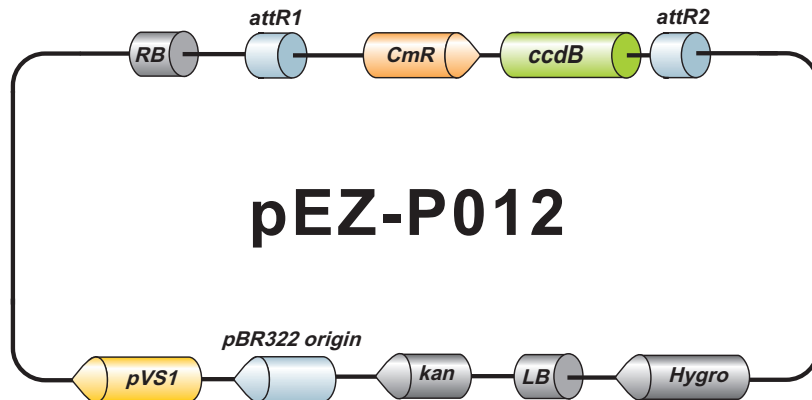 attR1
attR2
RB
CmR
ccdB
pEZ-P012
pBR322 origin
pVS1
kan
LB
Hygro